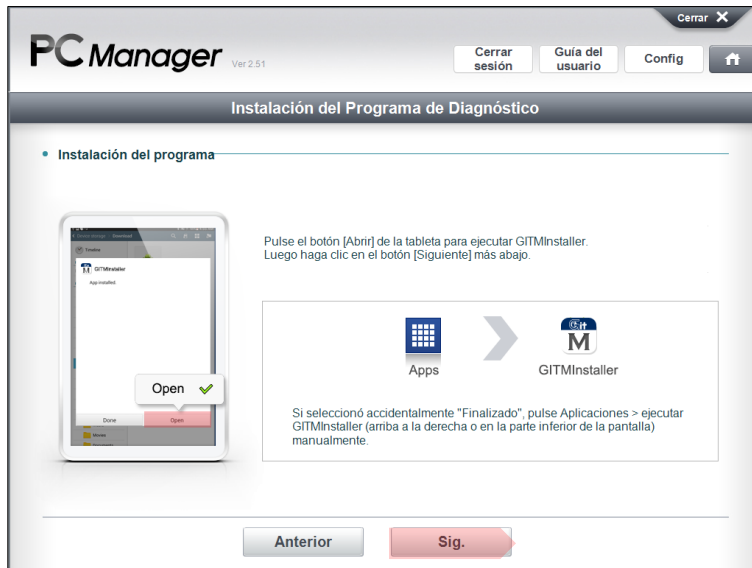 Cerrar X
PC Manager Ver 2.51
Cerrar sesión
Guía del usuario
Config
Instalación del Programa de Diagnóstico
• Instalación del programa
Download
GITMInstaller
App installed.
Open
Done
Open
Movies
Pulse el botón [Abrir] de la tableta para ejecutar GITMInstaller.
Luego haga clic en el botón [Siguiente] más abajo.
Git
M
Apps
GITMInstaller
Si seleccionó accidentalmente "Finalizado", pulse Aplicaciones > ejecutar
GITMInstaller (arriba a la derecha o en la parte inferior de la pantalla)
manualmente.
Anterior
Sig.